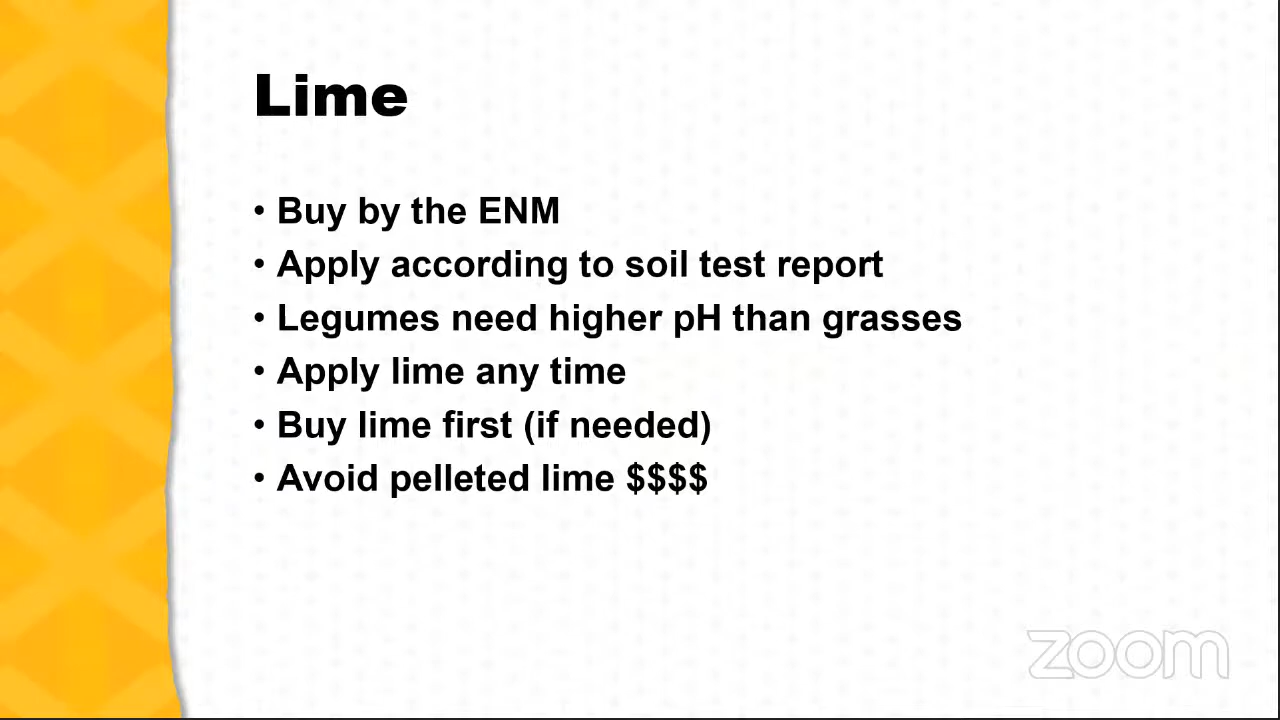 Lime
• Buy by the ENM
• Apply according to soil test report
• Legumes need higher pH than grasses
• Apply lime any time
• Buy lime first (if needed)
• Avoid pelleted lime $$$$
zoom